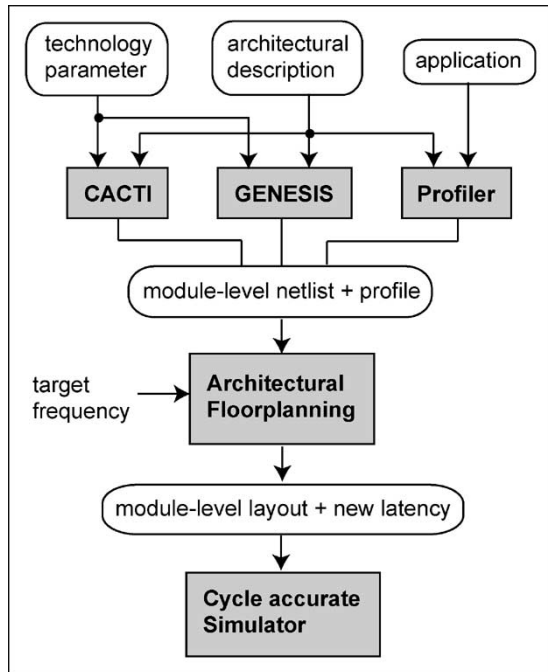 technology
parameter
architectural
description
application
CACTI
GENESIS
Profiler
module-level netlist + profile
target
frequency
Architectural
Floorplanning
module-level layout + new latency
Cycle accurate
Simulator